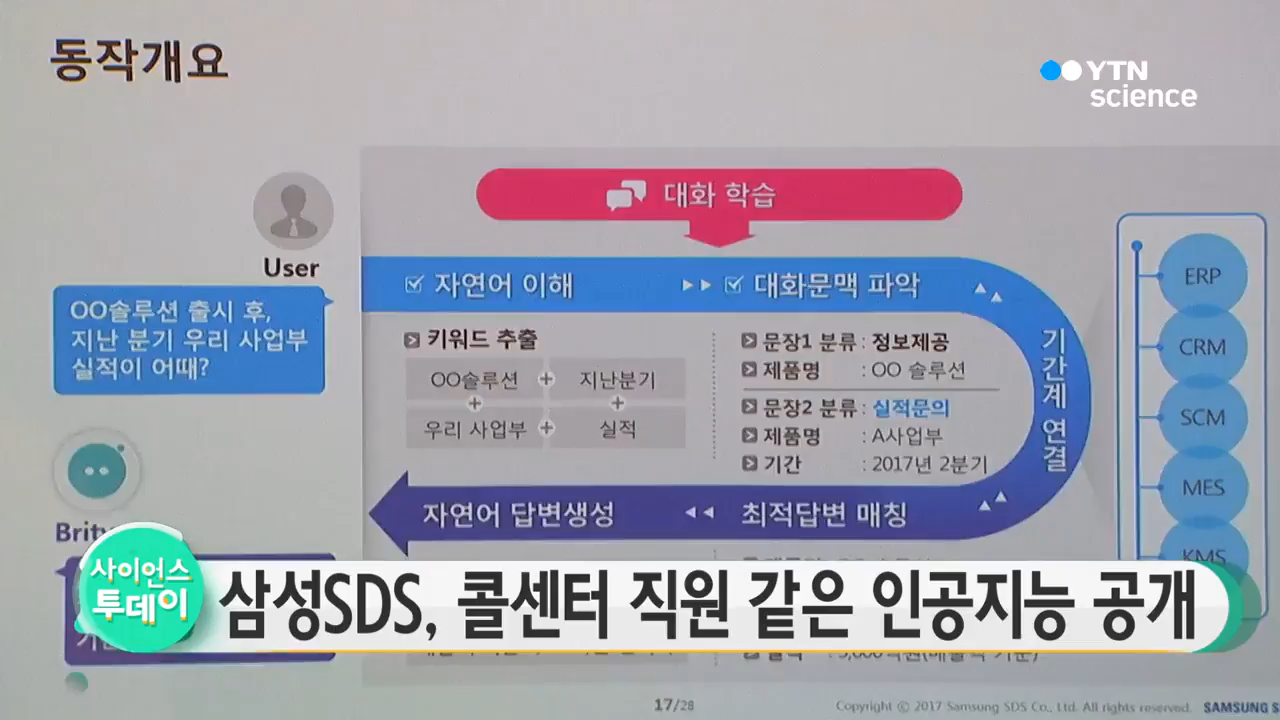 동작개요
YTN
science
대화 학습
User
OO솔루션 출시 후,
지난 분기 우리 사업부
실적이 어때?
자연어 이해
대화문맥 파악
키워드 추출
OO솔루션 + 지난분기
+ +
우리 사업부 + 실적
문장1 분류 : 정보제공
제품명 : OO 솔루션
문장2 분류 : 실적문의
제품명 : A사업부
기간 : 2017년 2분기
기간계 연결
ERP
CRM
SCM
MES
KMS
자연어 답변생성
최적답변 매칭
사이언스
투데이
삼성SDS, 콜센터 직원 같은 인공지능 공개
17/28
Copyright © 2017 Samsung SDS Co., Ltd. All rights reserved.
SAMSUNG